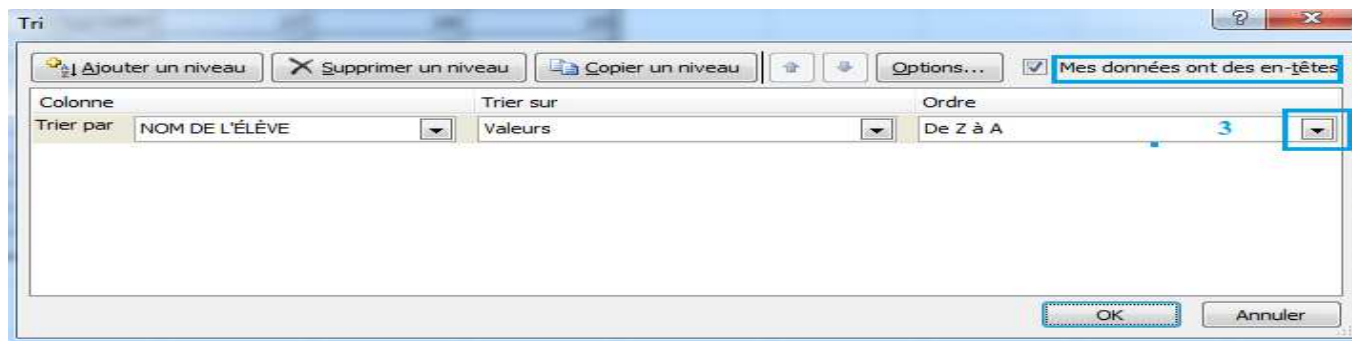 Tri
Ajouter un niveau Supprimer un niveau Copier un niveau Options... Mes données ont des en-têtes
Colonne Trier sur Ordre
Trier par NOM DE L'ÉLÈVE Valeurs De Z à A 3
OK Annuler